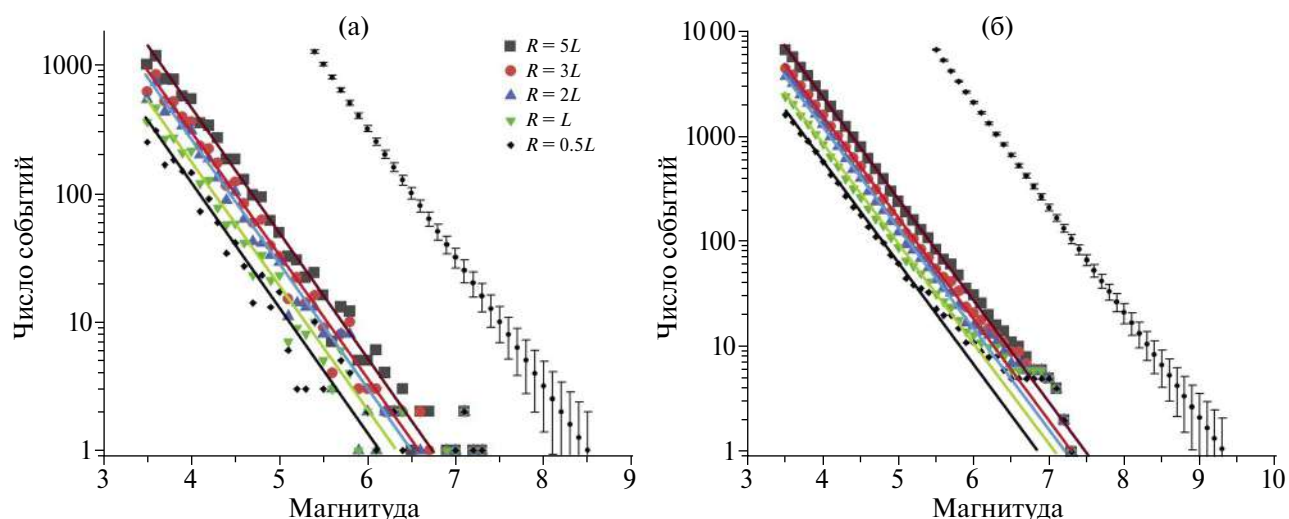 (а)
(б)
Число событий
1000
100
10
1
R = 5L
R = 3L
R = 2L
R = L
R = 0.5L
3 4 5 6 7 8 9
Магнитуда
Число событий
10 000
1000
100
10
1
3 4 5 6 7 8 9 10
Магнитуда